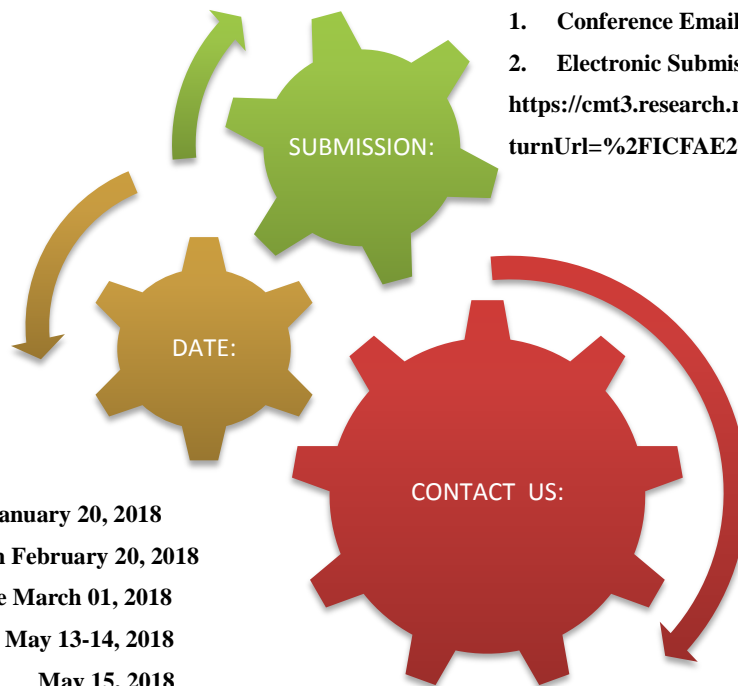 1. Conference Email
2. Electronic Submis
https://cmt3.research.
turnUrl=%2FICFAE2
SUBMISSION:
DATE:
CONTACT US:
anuary 20, 2018
February 20, 2018
March 01, 2018
May 13-14, 2018
May 15, 2018